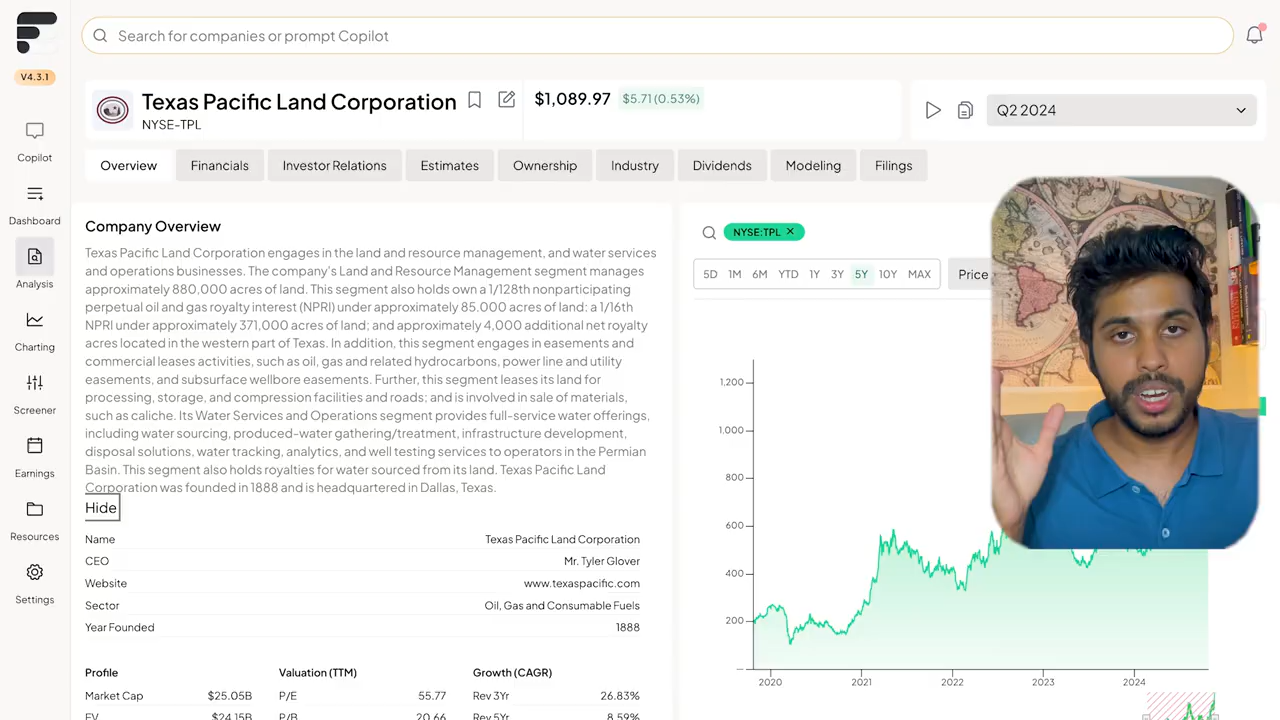 Search for companies or prompt Copilot
V4.3.1
Texas Pacific Land Corporation
NYSE-TPL
$1,089.97 $5.71 (0.53%)
Q2 2024
Copilot
Dashboard
Analysis
Charting
Screener
Earnings
Resources
Settings
Overview Financials Investor Relations Estimates Ownership Industry Dividends Modeling Filings
Company Overview
Texas Pacific Land Corporation engages in the land and resource management, and water services
and operations businesses. The company's Land and Resource Management segment manages
approximately 880,000 acres of land. This segment also holds own a 1/128th nonparticipating
perpetual oil and gas royalty interest (NPRI) under approximately 85,000 acres of land; a 1/16th
NPRI under approximately 371,000 acres of land; and approximately 4,000 additional net royalty
acres located in the western part of Texas. In addition, this segment engages in easements and
commercial leases activities, such as oil, gas and related hydrocarbons, power line and utility
easements, and subsurface wellbore easements. Further, this segment leases its land for
processing, storage, and compression facilities and roads; and is involved in sale of materials,
such as caliche. Its Water Services and Operations segment provides full-service water offerings,
including water sourcing, produced-water gathering/treatment, infrastructure development,
disposal solutions, water tracking, analytics, and well testing services to operators in the Permian
Basin. This segment also holds royalties for water sourced from its land. Texas Pacific Land
Corporation was founded in 1888 and is headquartered in Dallas, Texas.
Hide
Name Texas Pacific Land Corporation
CEO Mr. Tyler Glover
Website www.texaspacific.com
Sector Oil, Gas and Consumable Fuels
Year Founded 1888
Profile Valuation (TTM) Growth (CAGR)
Market Cap $25.05B P/E 55.77 Rev 3Yr 26.83%
EV $24.15B P/B 20.66 Rev 5Yr 8.59%
NYSE:TPL ✕
5D 1M 6M YTD 1Y 3Y 5Y 10Y MAX Price
1,200
1,000
800
600
400
200
2020 2021 2022 2023 2024